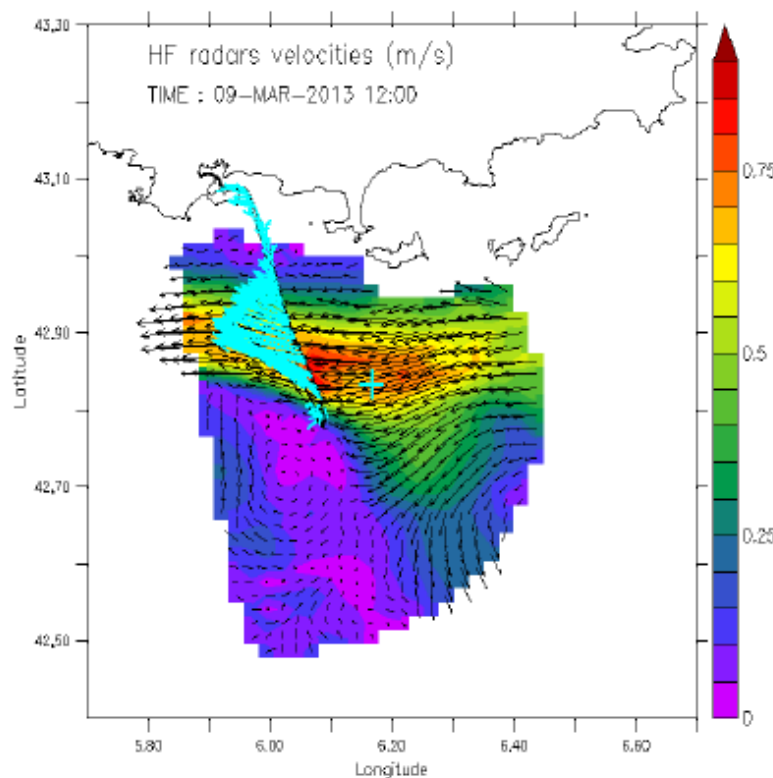 HF radars velocities (m/s)
TIME : 09-MAR-2013 12:00
43.30
43.10
42.90
42.70
42.50
Latitude
5.80 6.00 6.20 6.40 6.60
Longitude
0.75
0.5
0.25
0